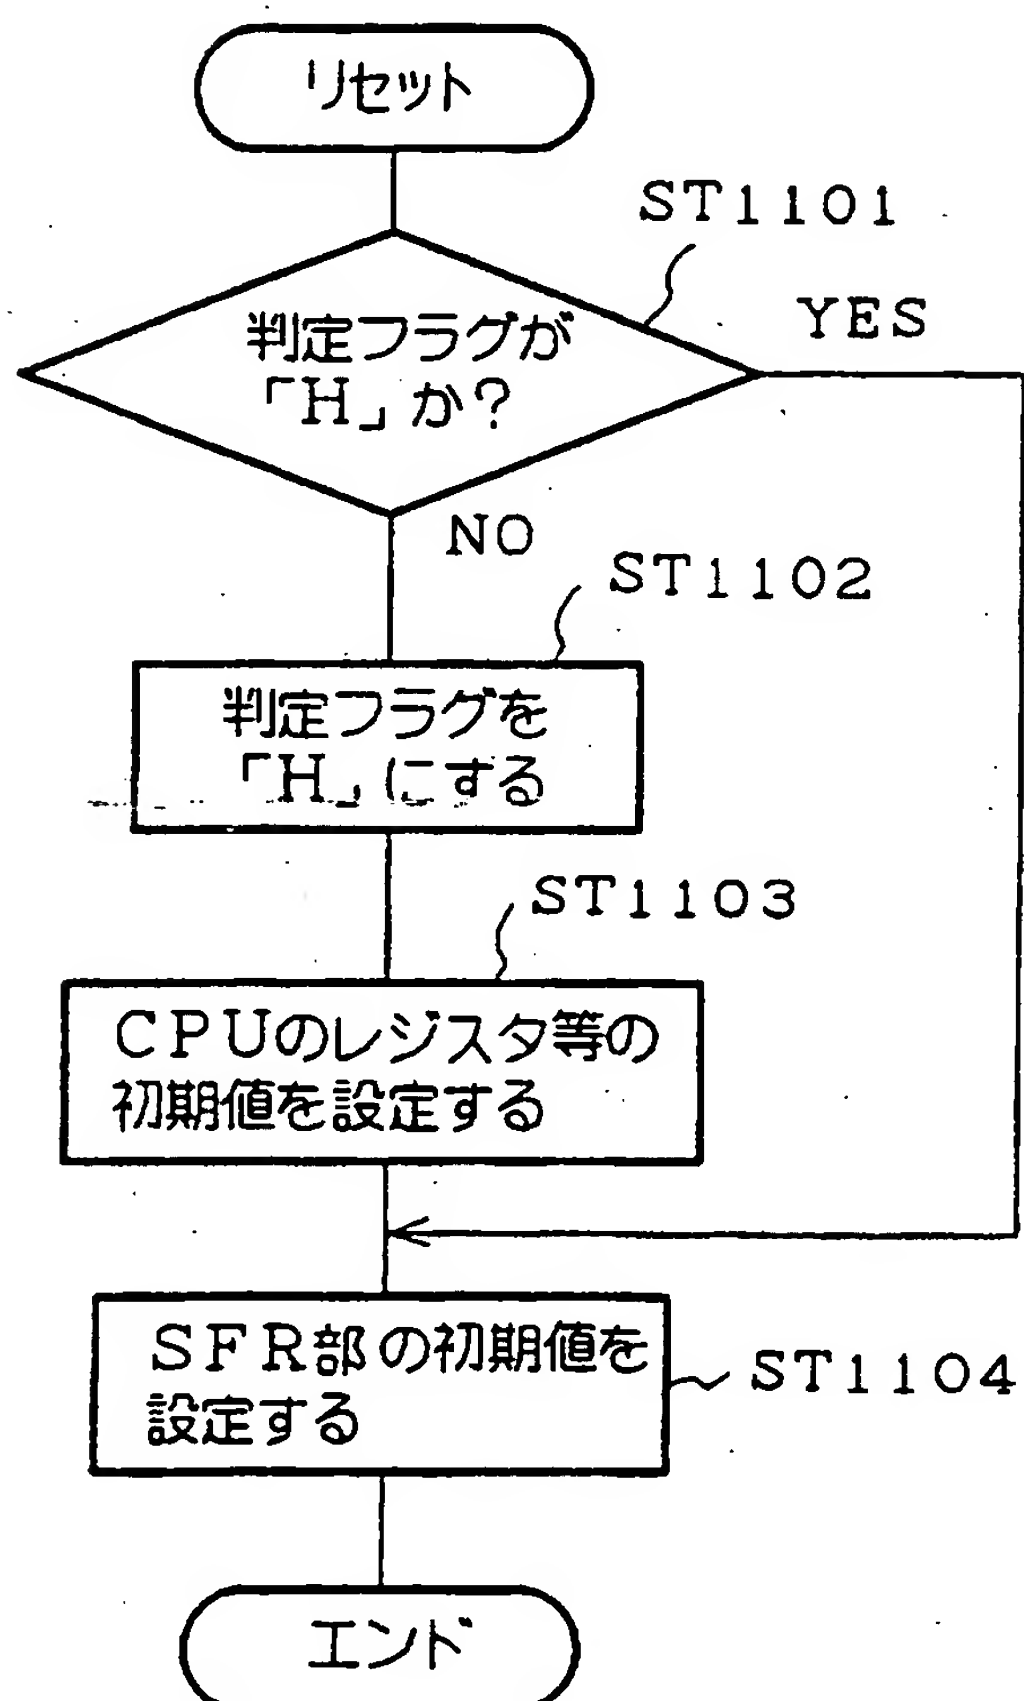 リセット
ST1101
判定フラグが
「H」か?
YES
NO
ST1102
判定フラグを
「H」にする
ST1103
CPUのレジスタ等の
初期値を設定する
SFR部の初期値を
設定する
ST1104
エンド